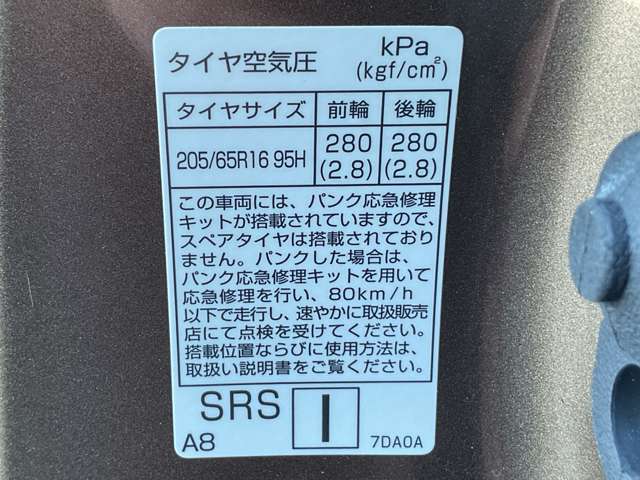 タイヤ空気圧 kPa
(kgf/cm²)
タイヤサイズ 前輪 後輪
205/65R16 95H 280 280
(2.8) (2.8)
この車両には、パンク応急修理
キットが搭載されていますので、
スペアタイヤは搭載されており
ません。パンクした場合は、
パンク応急修理キットを用いて
応急修理を行い、80km/h
以下で走行し、速やかに取扱販売
店にて点検を受けてください。
搭載位置ならびに使用方法は、
取扱い説明書をご覧ください。
SRS I
A8 7DA0A